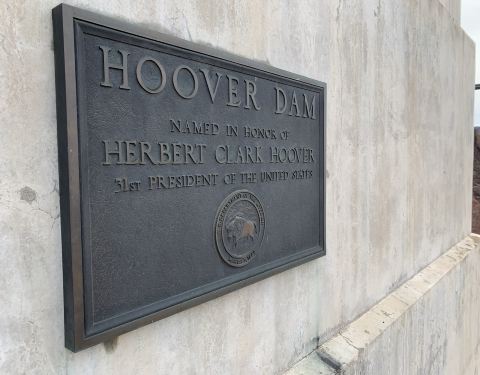 HOOVER DAM
NAMED IN HONOR OF
HERBERT CLARK HOOVER
31ST PRESIDENT OF THE UNITED STATES